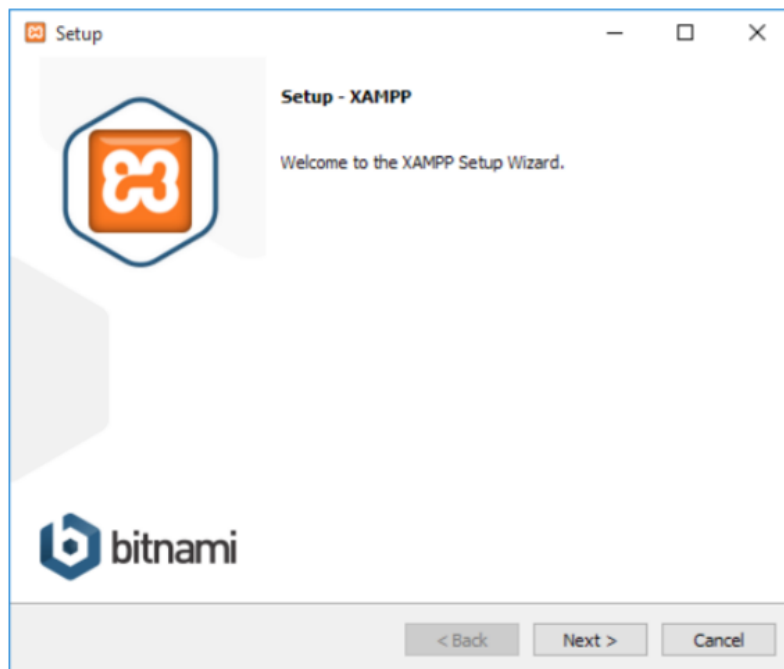 Setup
Setup - XAMPP
Welcome to the XAMPP Setup Wizard.
bitnami
< Back
Next >
Cancel